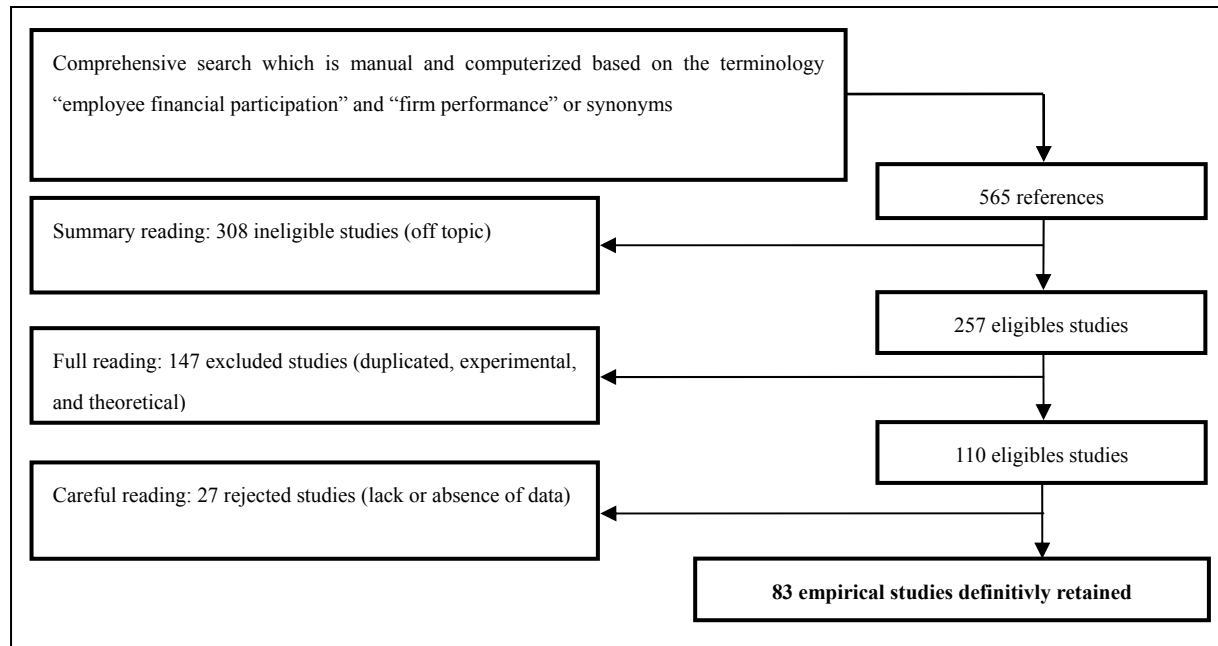 Comprehensive search which is manual and computerized based on the terminology
“employee financial participation” and “firm performance” or synonyms
565 references
Summary reading: 308 ineligible studies (off topic)
257 eligibles studies
Full reading: 147 excluded studies (duplicated, experimental,
and theoretical)
110 eligibles studies
Careful reading: 27 rejected studies (lack or absence of data)
83 empirical studies definitivly retained